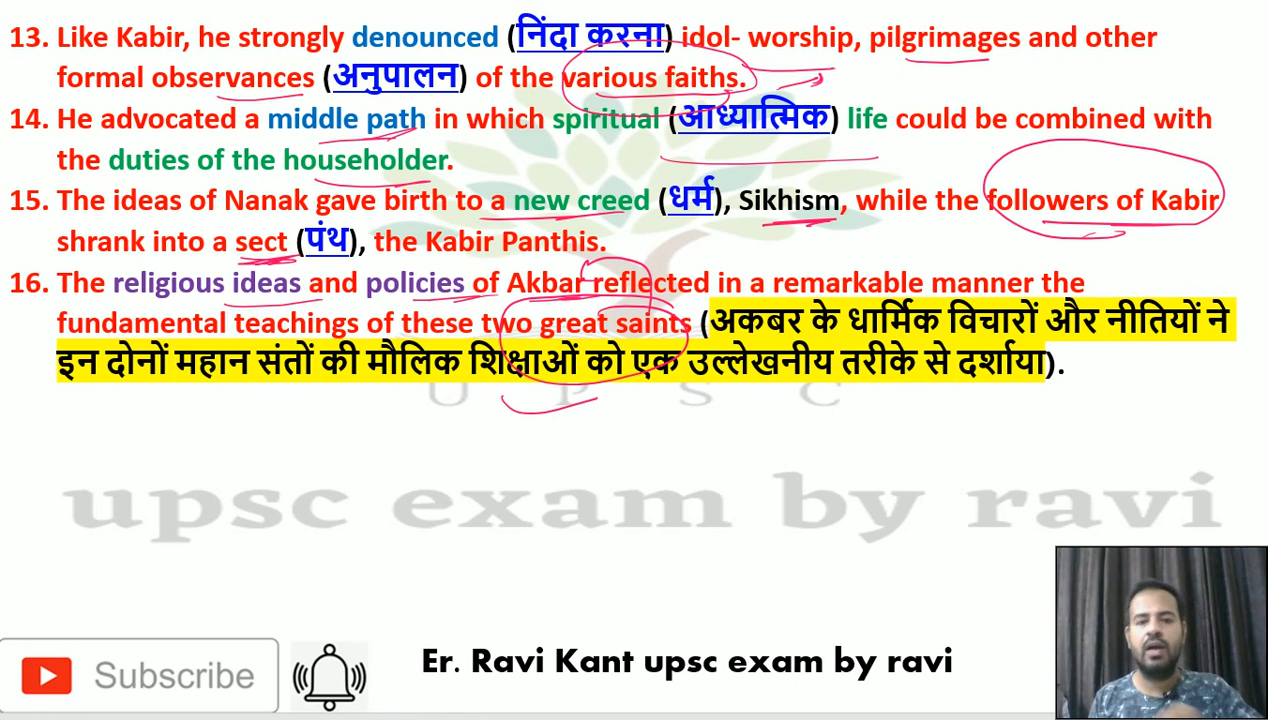 13. Like Kabir, he strongly denounced (निंदा करना) idol- worship, pilgrimages and other
formal observances (अनुपालन) of the various faiths.
14. He advocated a middle path in which spiritual (आध्यात्मिक) life could be combined with
the duties of the householder.
15. The ideas of Nanak gave birth to a new creed (धर्म), Sikhism, while the followers of Kabir
shrank into a sect (पंथ), the Kabir Panthis.
16. The religious ideas and policies of Akbar reflected in a remarkable manner the
fundamental teachings of these two great saints (अकबर के धार्मिक विचारों और नीतियों ने
इन दोनों महान संतों की मौलिक शिक्षाओं को एक उल्लेखनीय तरीके से दर्शाया).
UPSC
upsc exam by ravi
Er. Ravi Kant upsc exam by ravi
Subscribe